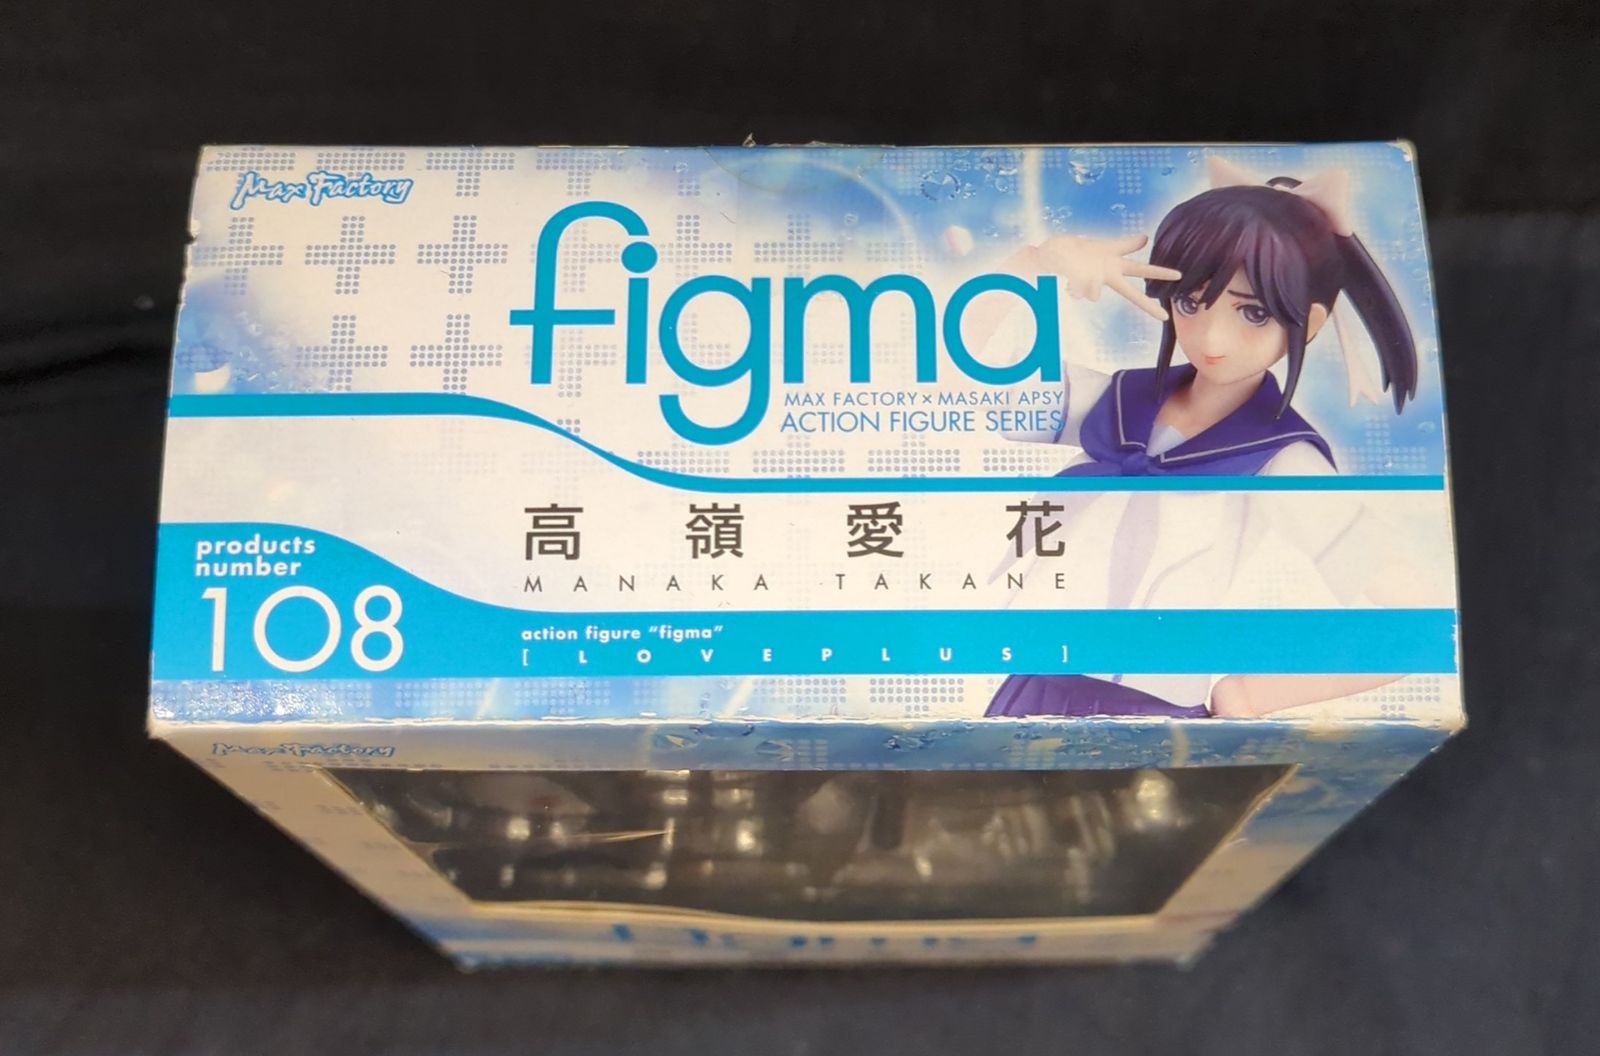 Max Factory
figma
MAX FACTORY × MASAKI APSY
ACTION FIGURE SERIES
高嶺愛花
MANAKA TAKANE
products
number
108
action figure "figma"
[ LOVEPLUS ]
Max Factory